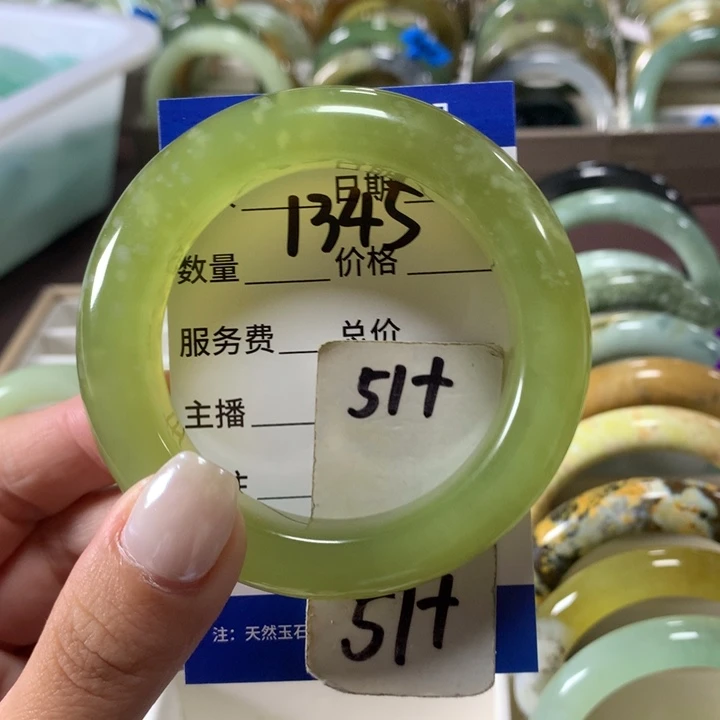 日期
1345
数量 价格
服务费 总价
主播
51+
51+
注：天然玉石